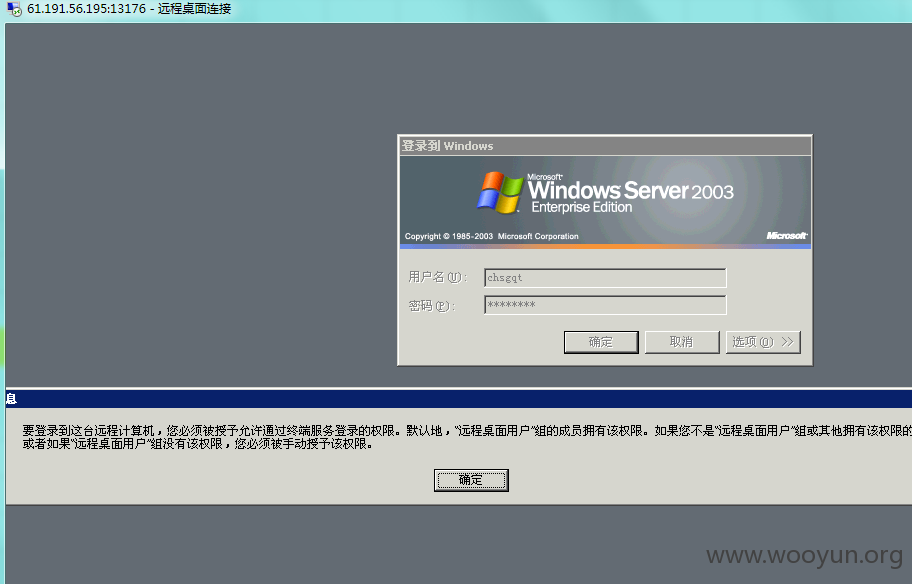 61.191.56.195:13176 - 远程桌面连接
登录到 Windows
Microsoft®
Windows Server 2003
Enterprise Edition
Copyright © 1985-2003 Microsoft Corporation
Microsoft
用户名(U):
chsgqt
密码(P):
********
确定
取消
选项(O) >>
息
要登录到这台远程计算机，您必须被授予允许通过终端服务登录的权限。默认地，“远程桌面用户”组的成员拥有该权限。如果您不是“远程桌面用户”组或其他拥有该权限的
或者如果“远程桌面用户”组没有该权限，您必须被手动授予该权限。
确定
www.wooyun.org